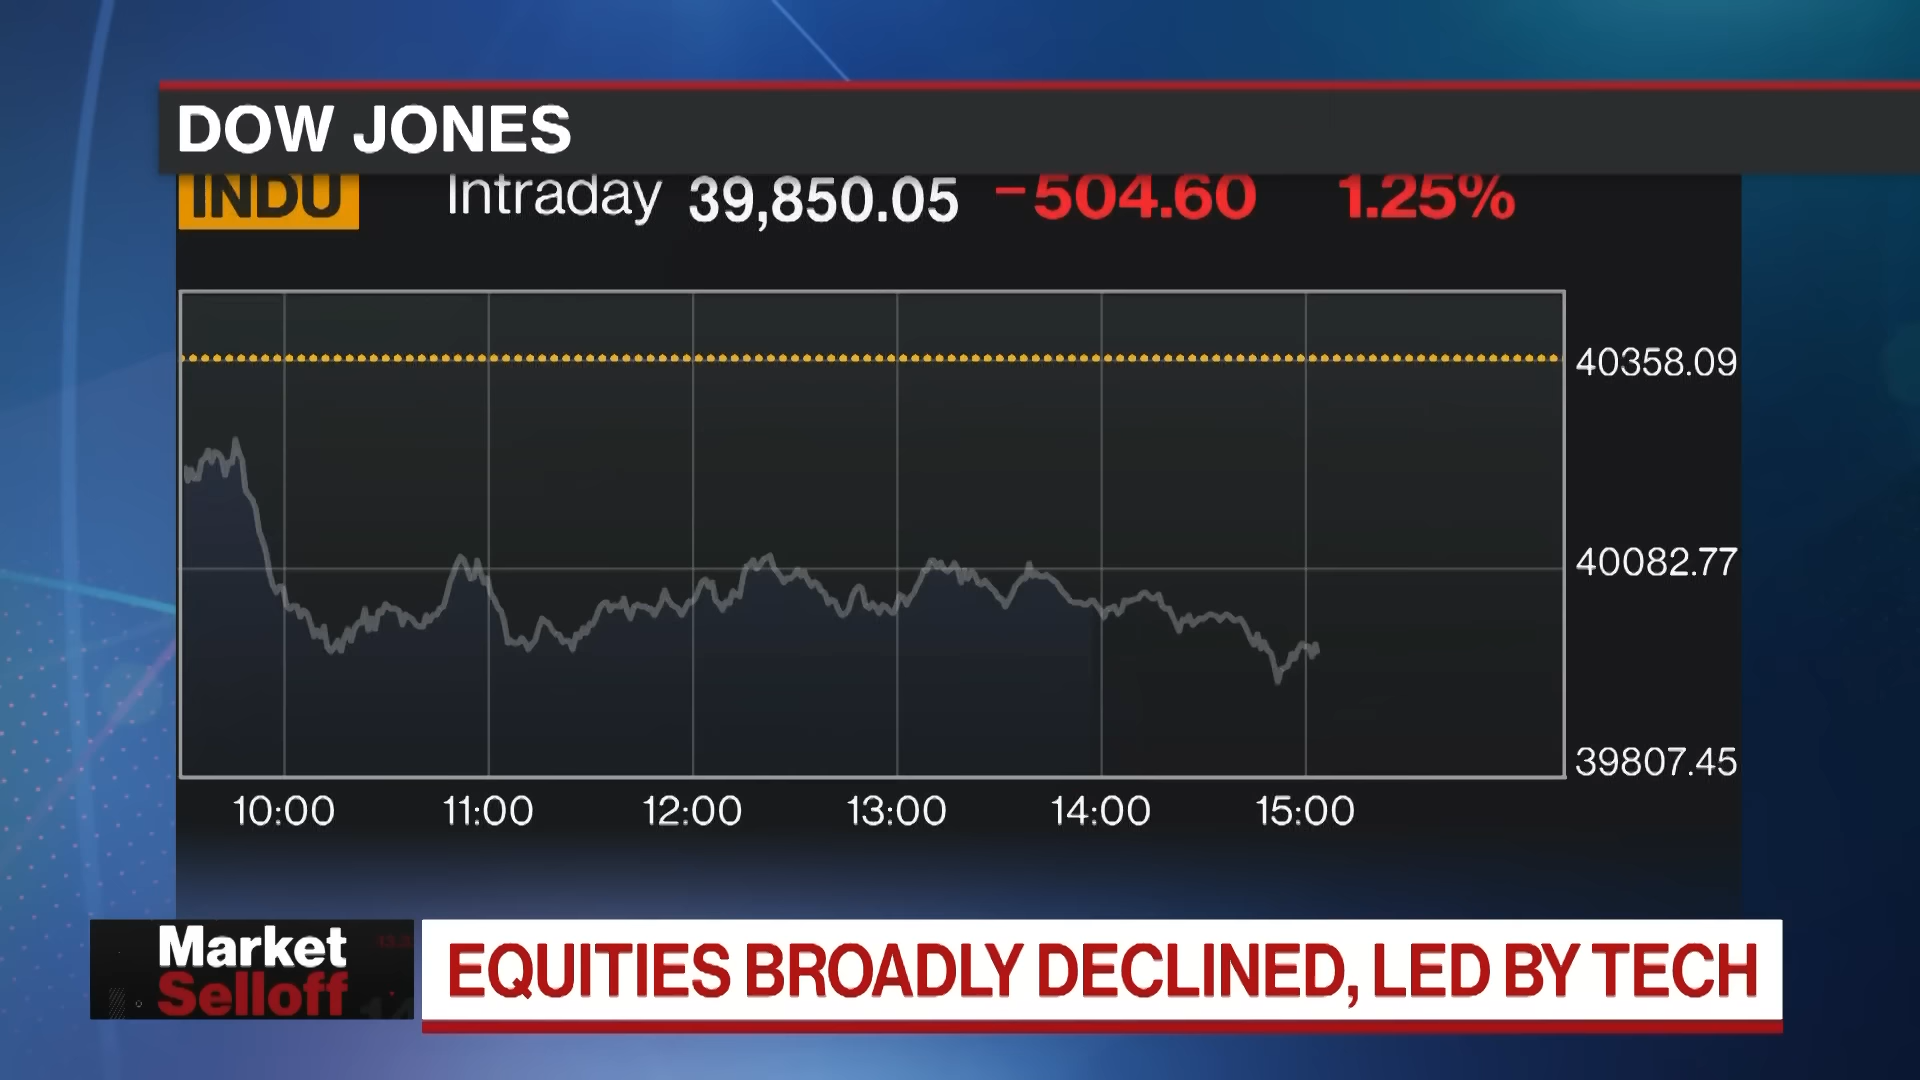 DOW JONES
INDU Intraday 39,850.05 -504.60 1.25%
40358.09
40082.77
39807.45
10:00 11:00 12:00 13:00 14:00 15:00
Market
Selloff
EQUITIES BROADLY DECLINED, LED BY TECH